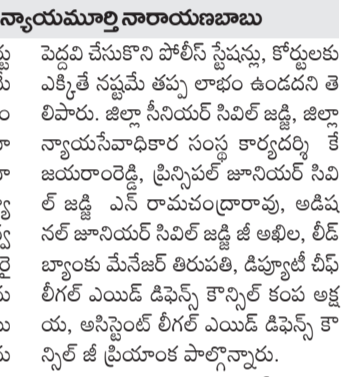 న్యాయమూర్తి నారాయణబాబు
పెద్దవి చేసుకొని పోలీస్ స్టేషన్లు, కోర్టులకు
ఎక్కితే నష్టమే తప్ప లాభం ఉండదని తె
లిపారు. జిల్లా సీనియర్ సివిల్ జడ్జి, జిల్లా
న్యాయసేవాధికార సంస్థ కార్యదర్శి కే
జయరాంరెడ్డి, ప్రిన్సిపల్ జూనియర్ సివి
ల్ జడ్జి ఎన్ రామచంద్రారావు, అడిష
నల్ జూనియర్ సివిల్ జడ్జి జీ అఖిల, లీడ్
బ్యాంకు మేనేజర్ తిరుపతి, డిప్యూటీ చీఫ్
లీగల్ ఎయిడ్ డిఫెన్స్ కౌన్సిల్ కంప అక్ష
య, అసిస్టెంట్ లీగల్ ఎయిడ్ డిఫెన్స్ కౌ
న్సిల్ జీ ప్రియాంక పాల్గొన్నారు.